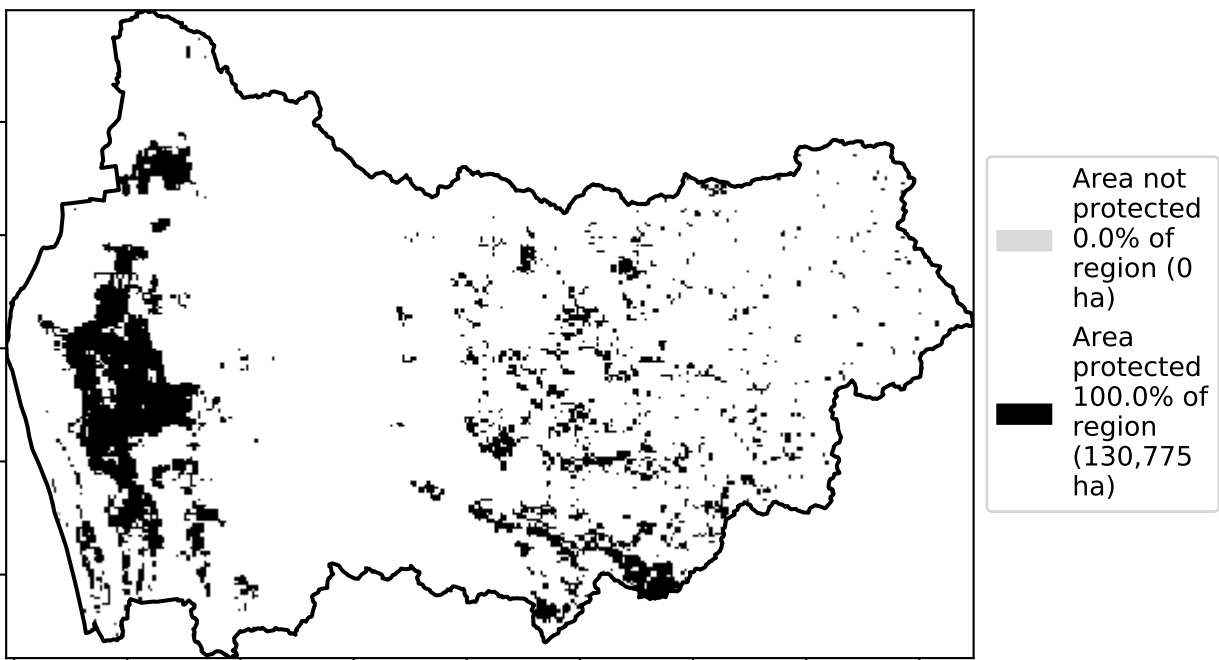 Area not
protected
0.0% of
region (0
ha)
Area
protected
100.0% of
region
(130,775
ha)